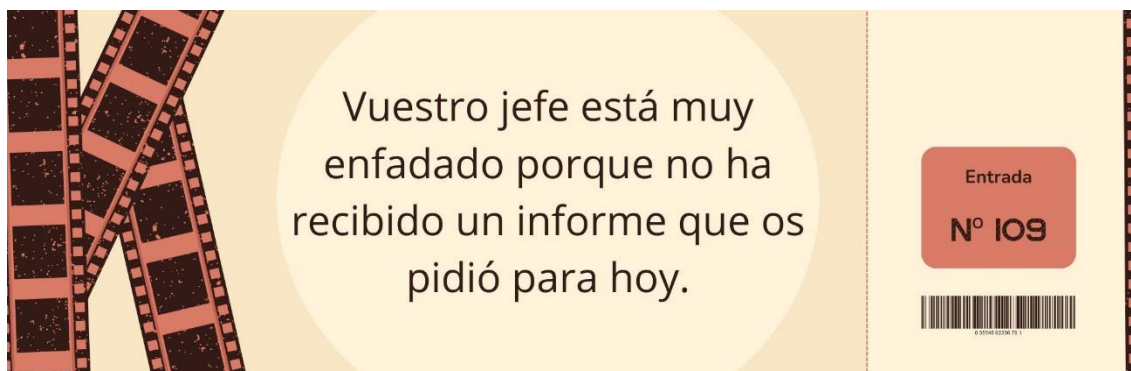 Vuestro jefe está muy
enfadado porque no ha
recibido un informe que os
pidió para hoy.
Entrada
Nº 109